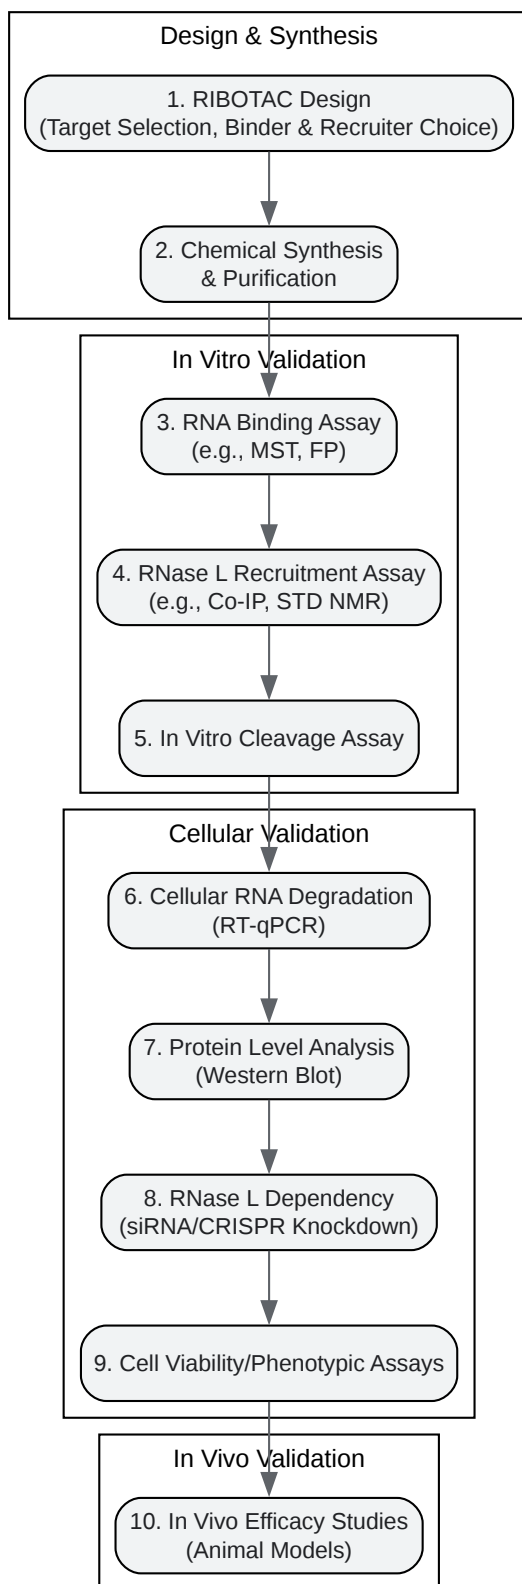 Design & Synthesis
1. RIBOTAC Design
(Target Selection, Binder & Recruiter Choice)
2. Chemical Synthesis
& Purification
In Vitro Validation
3. RNA Binding Assay
(e.g., MST, FP)
4. RNase L Recruitment Assay
(e.g., Co-IP, STD NMR)
5. In Vitro Cleavage Assay
Cellular Validation
6. Cellular RNA Degradation
(RT-qPCR)
7. Protein Level Analysis
(Western Blot)
8. RNase L Dependency
(siRNA/CRISPR Knockdown)
9. Cell Viability/Phenotypic Assays
In Vivo Validation
10. In Vivo Efficacy Studies
(Animal Models)